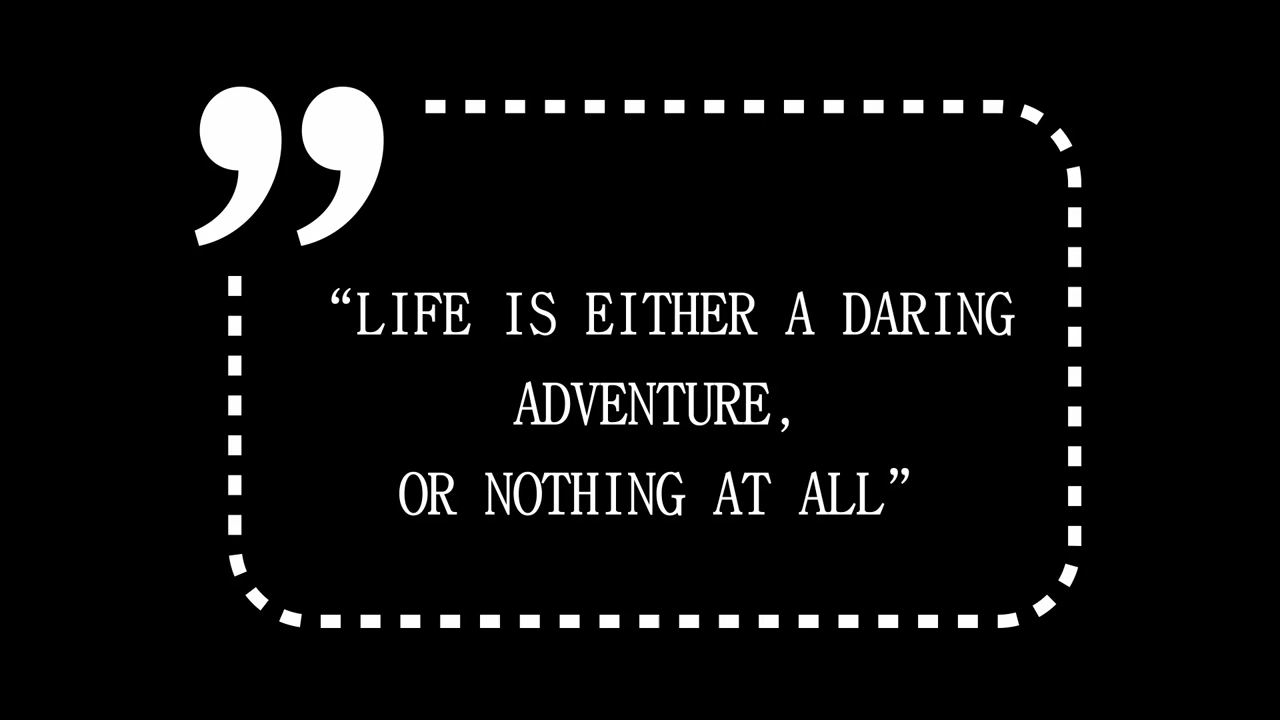 “LIFE IS EITHER A DARING
ADVENTURE,
OR NOTHING AT ALL”